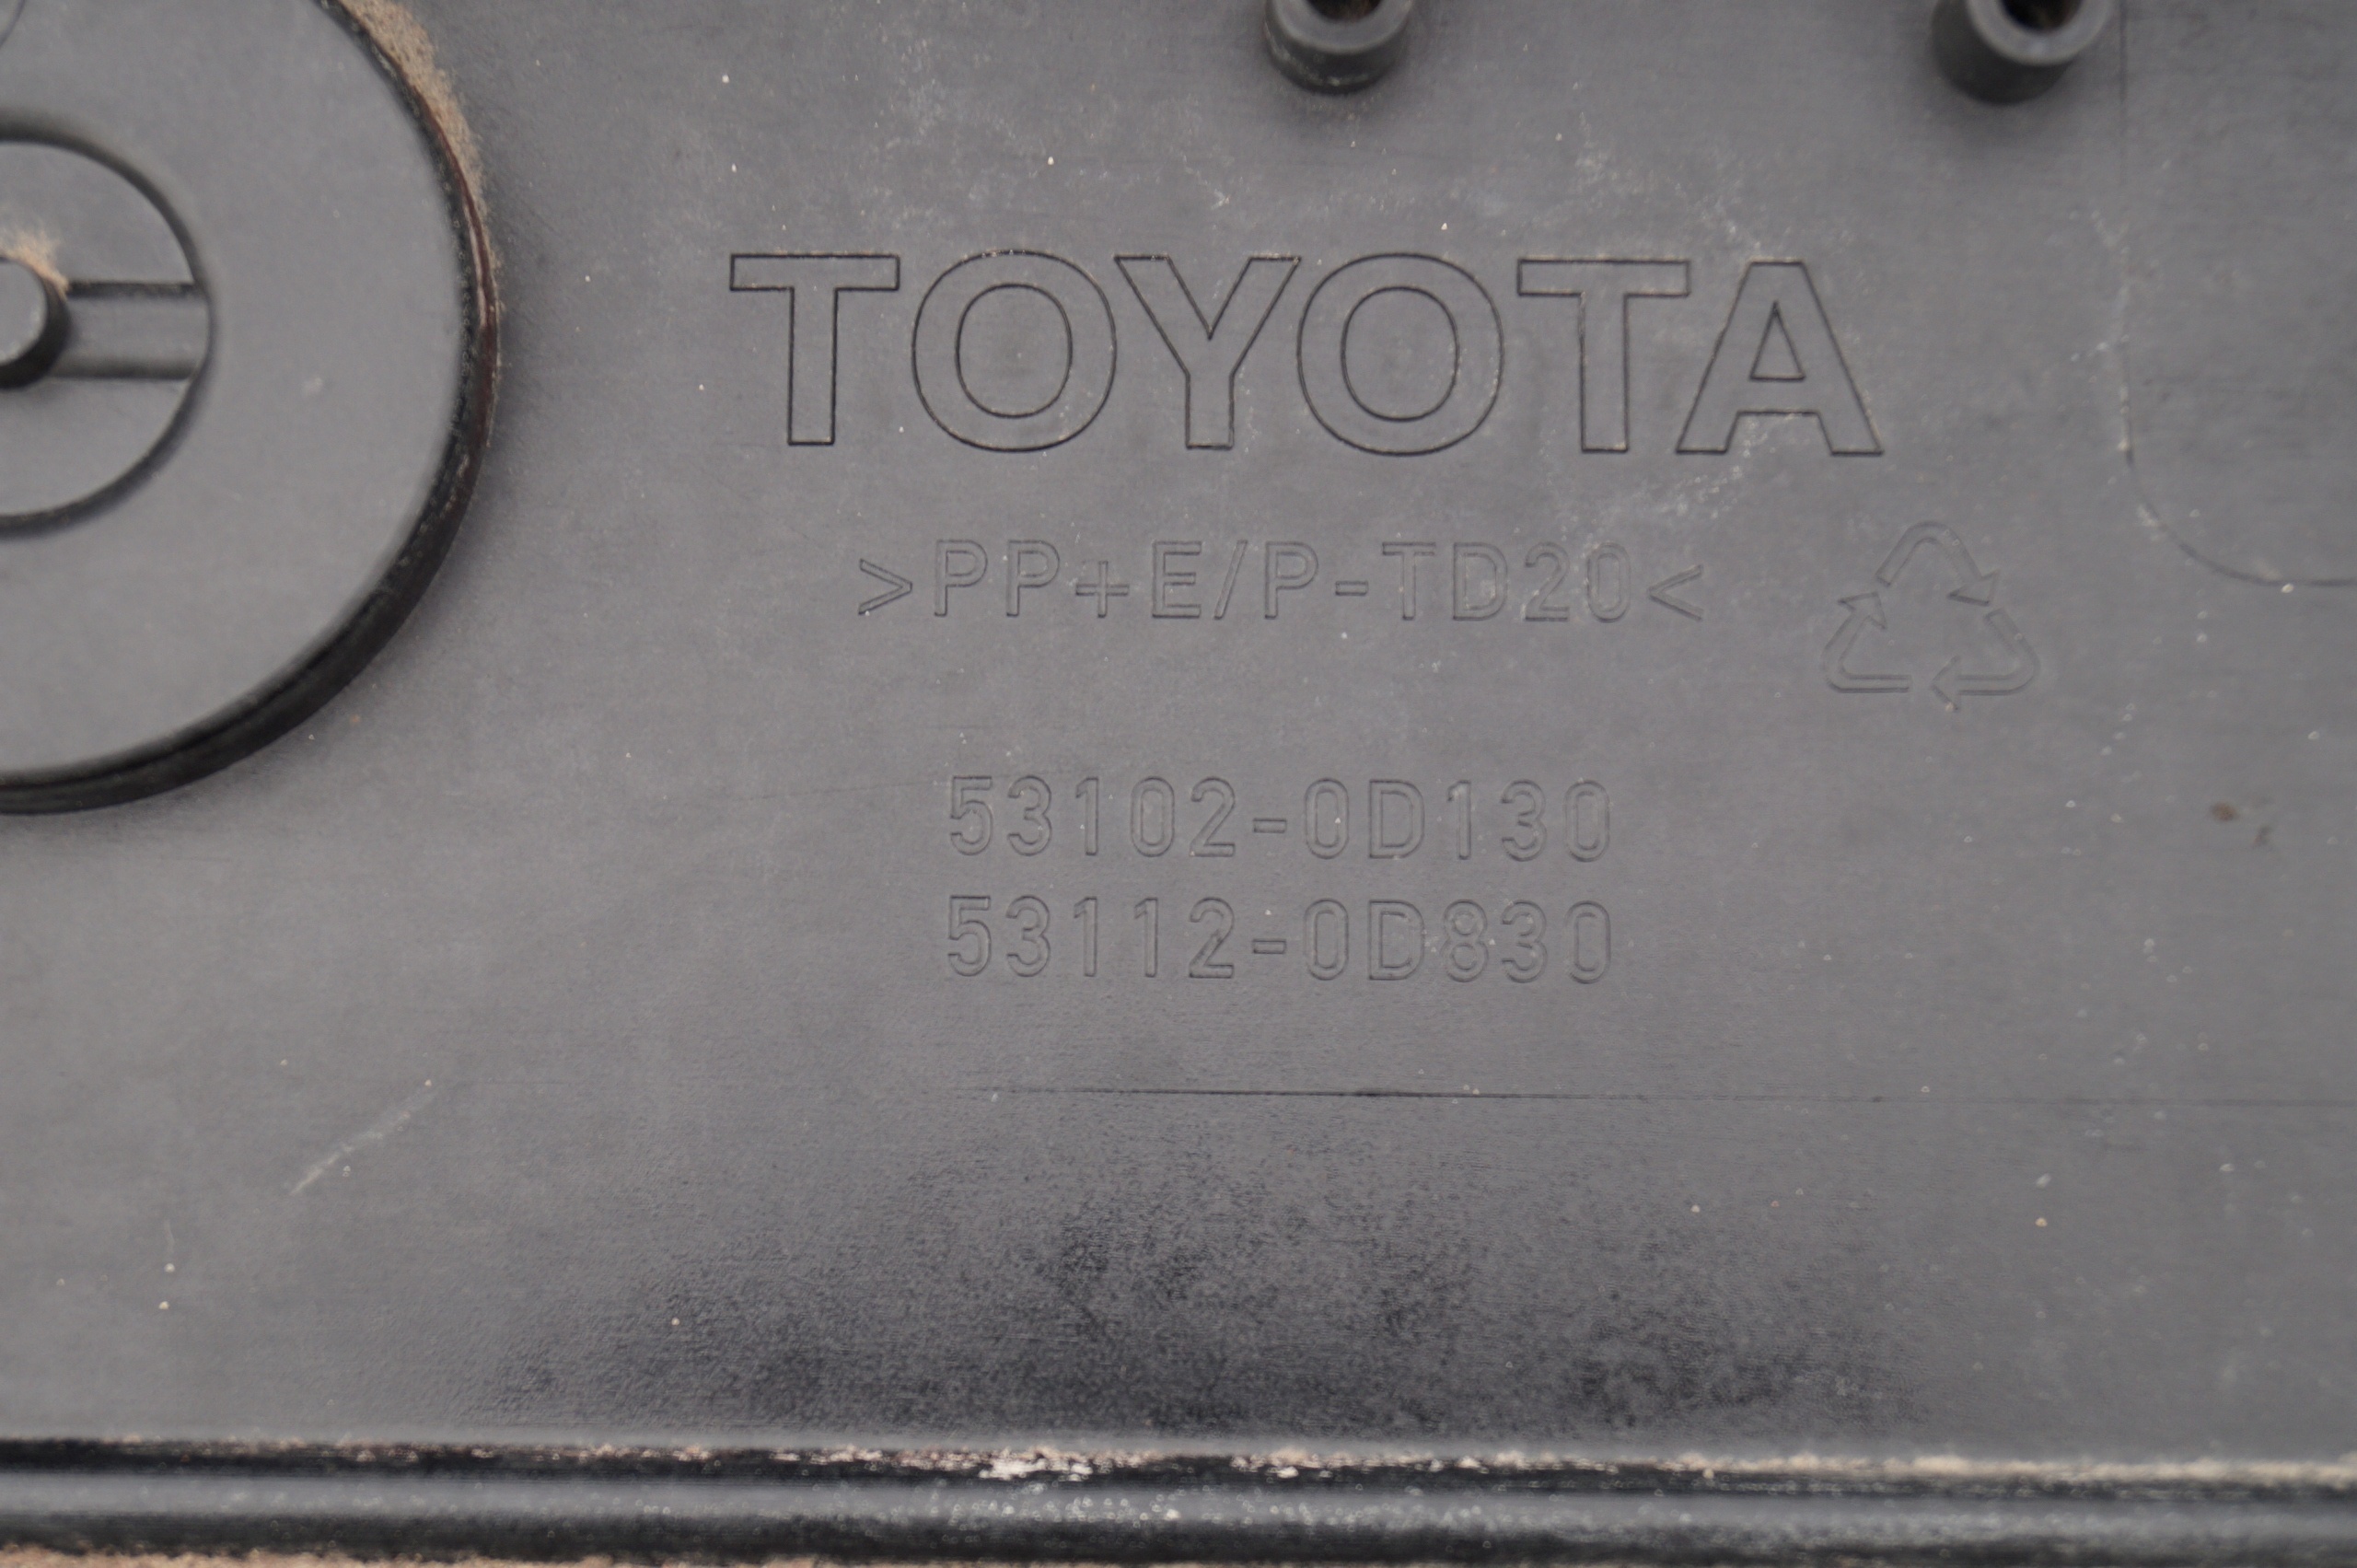 TOYOTA
>PP+E/P-TD20<
53102-0D130
53112-0D830